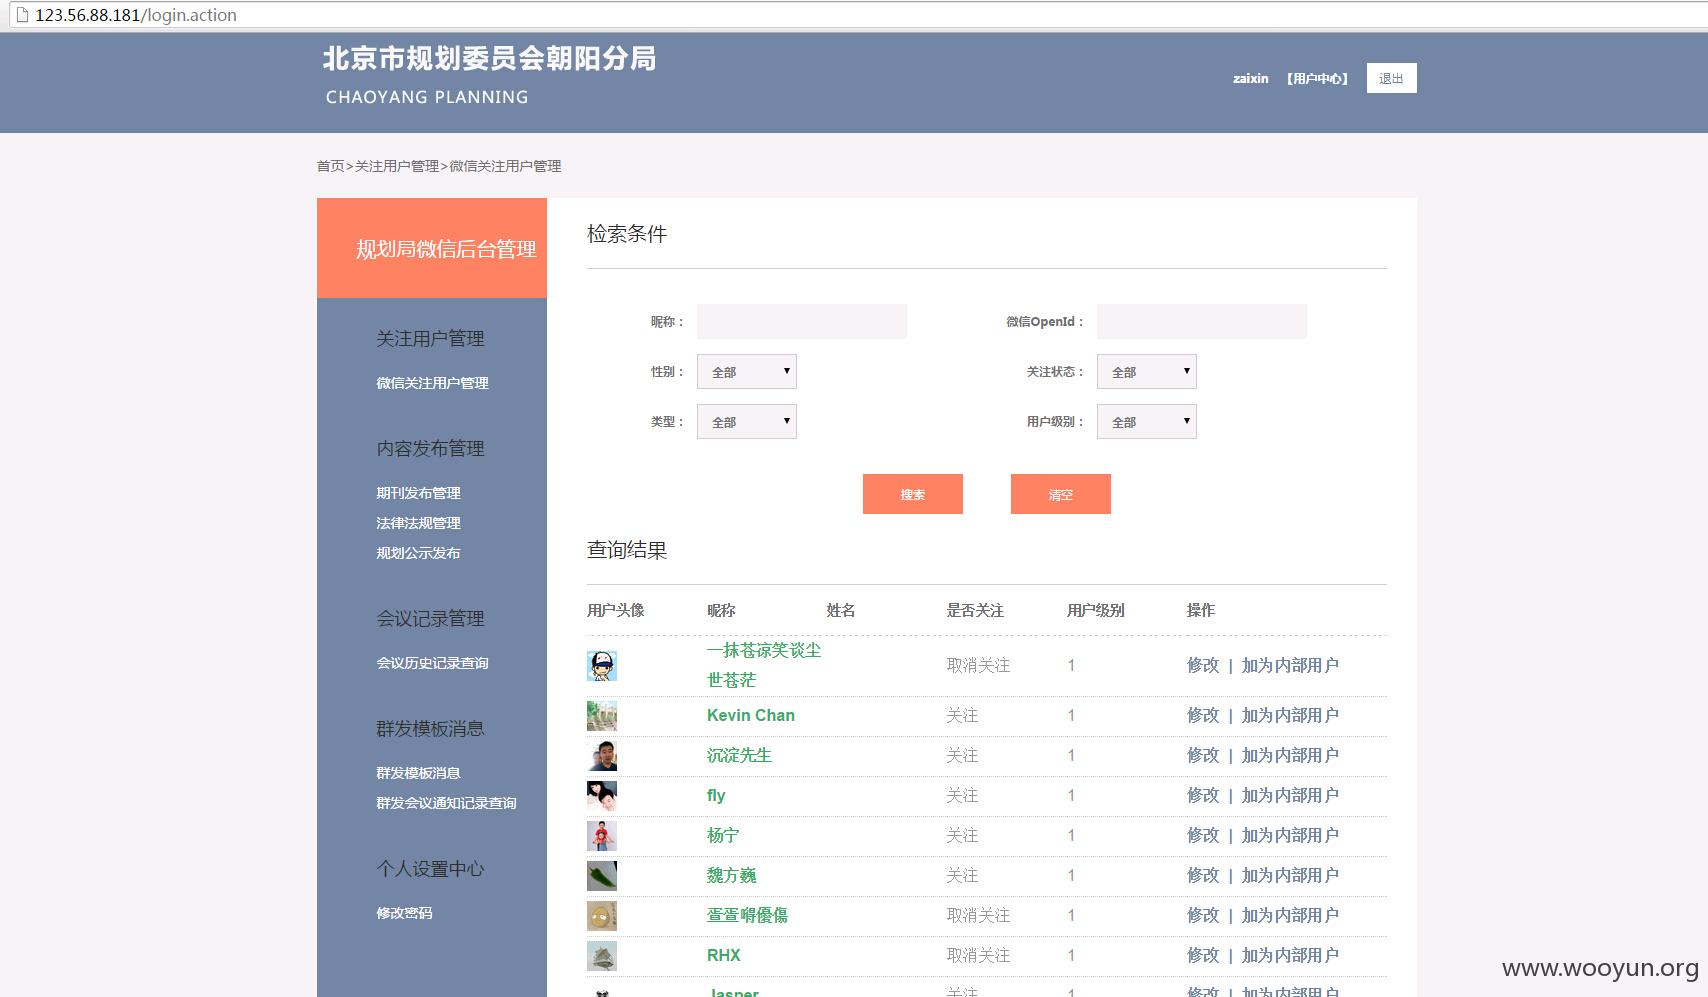 123.56.88.181/login.action
北京市规划委员会朝阳分局
CHAOYANG PLANNING
zaixin 【用户中心】 退出
首页>关注用户管理>微信关注用户管理
规划局微信后台管理
关注用户管理
微信关注用户管理
内容发布管理
期刊发布管理
法律法规管理
规划公示发布
会议记录管理
会议历史记录查询
群发模板消息
群发模板消息
群发会议通知记录查询
个人设置中心
修改密码
检索条件
昵称： 微信OpenId：
性别： 全部 关注状态： 全部
类型： 全部 用户级别： 全部
搜索 清空
查询结果
用户头像 昵称 姓名 是否关注 用户级别 操作
一抹苍凉笑谈尘
世苍茫 取消关注 1 修改 | 加为内部用户
Kevin Chan 关注 1 修改 | 加为内部用户
沉淀先生 关注 1 修改 | 加为内部用户
fly 关注 1 修改 | 加为内部用户
杨宁 关注 1 修改 | 加为内部用户
魏方巍 关注 1 修改 | 加为内部用户
取消关注 1 修改 | 加为内部用户
RHX 取消关注 1 修改 | 加为内部用户
Jasper 关注 1 修改 | 加为内部用户
www.wooyun.org